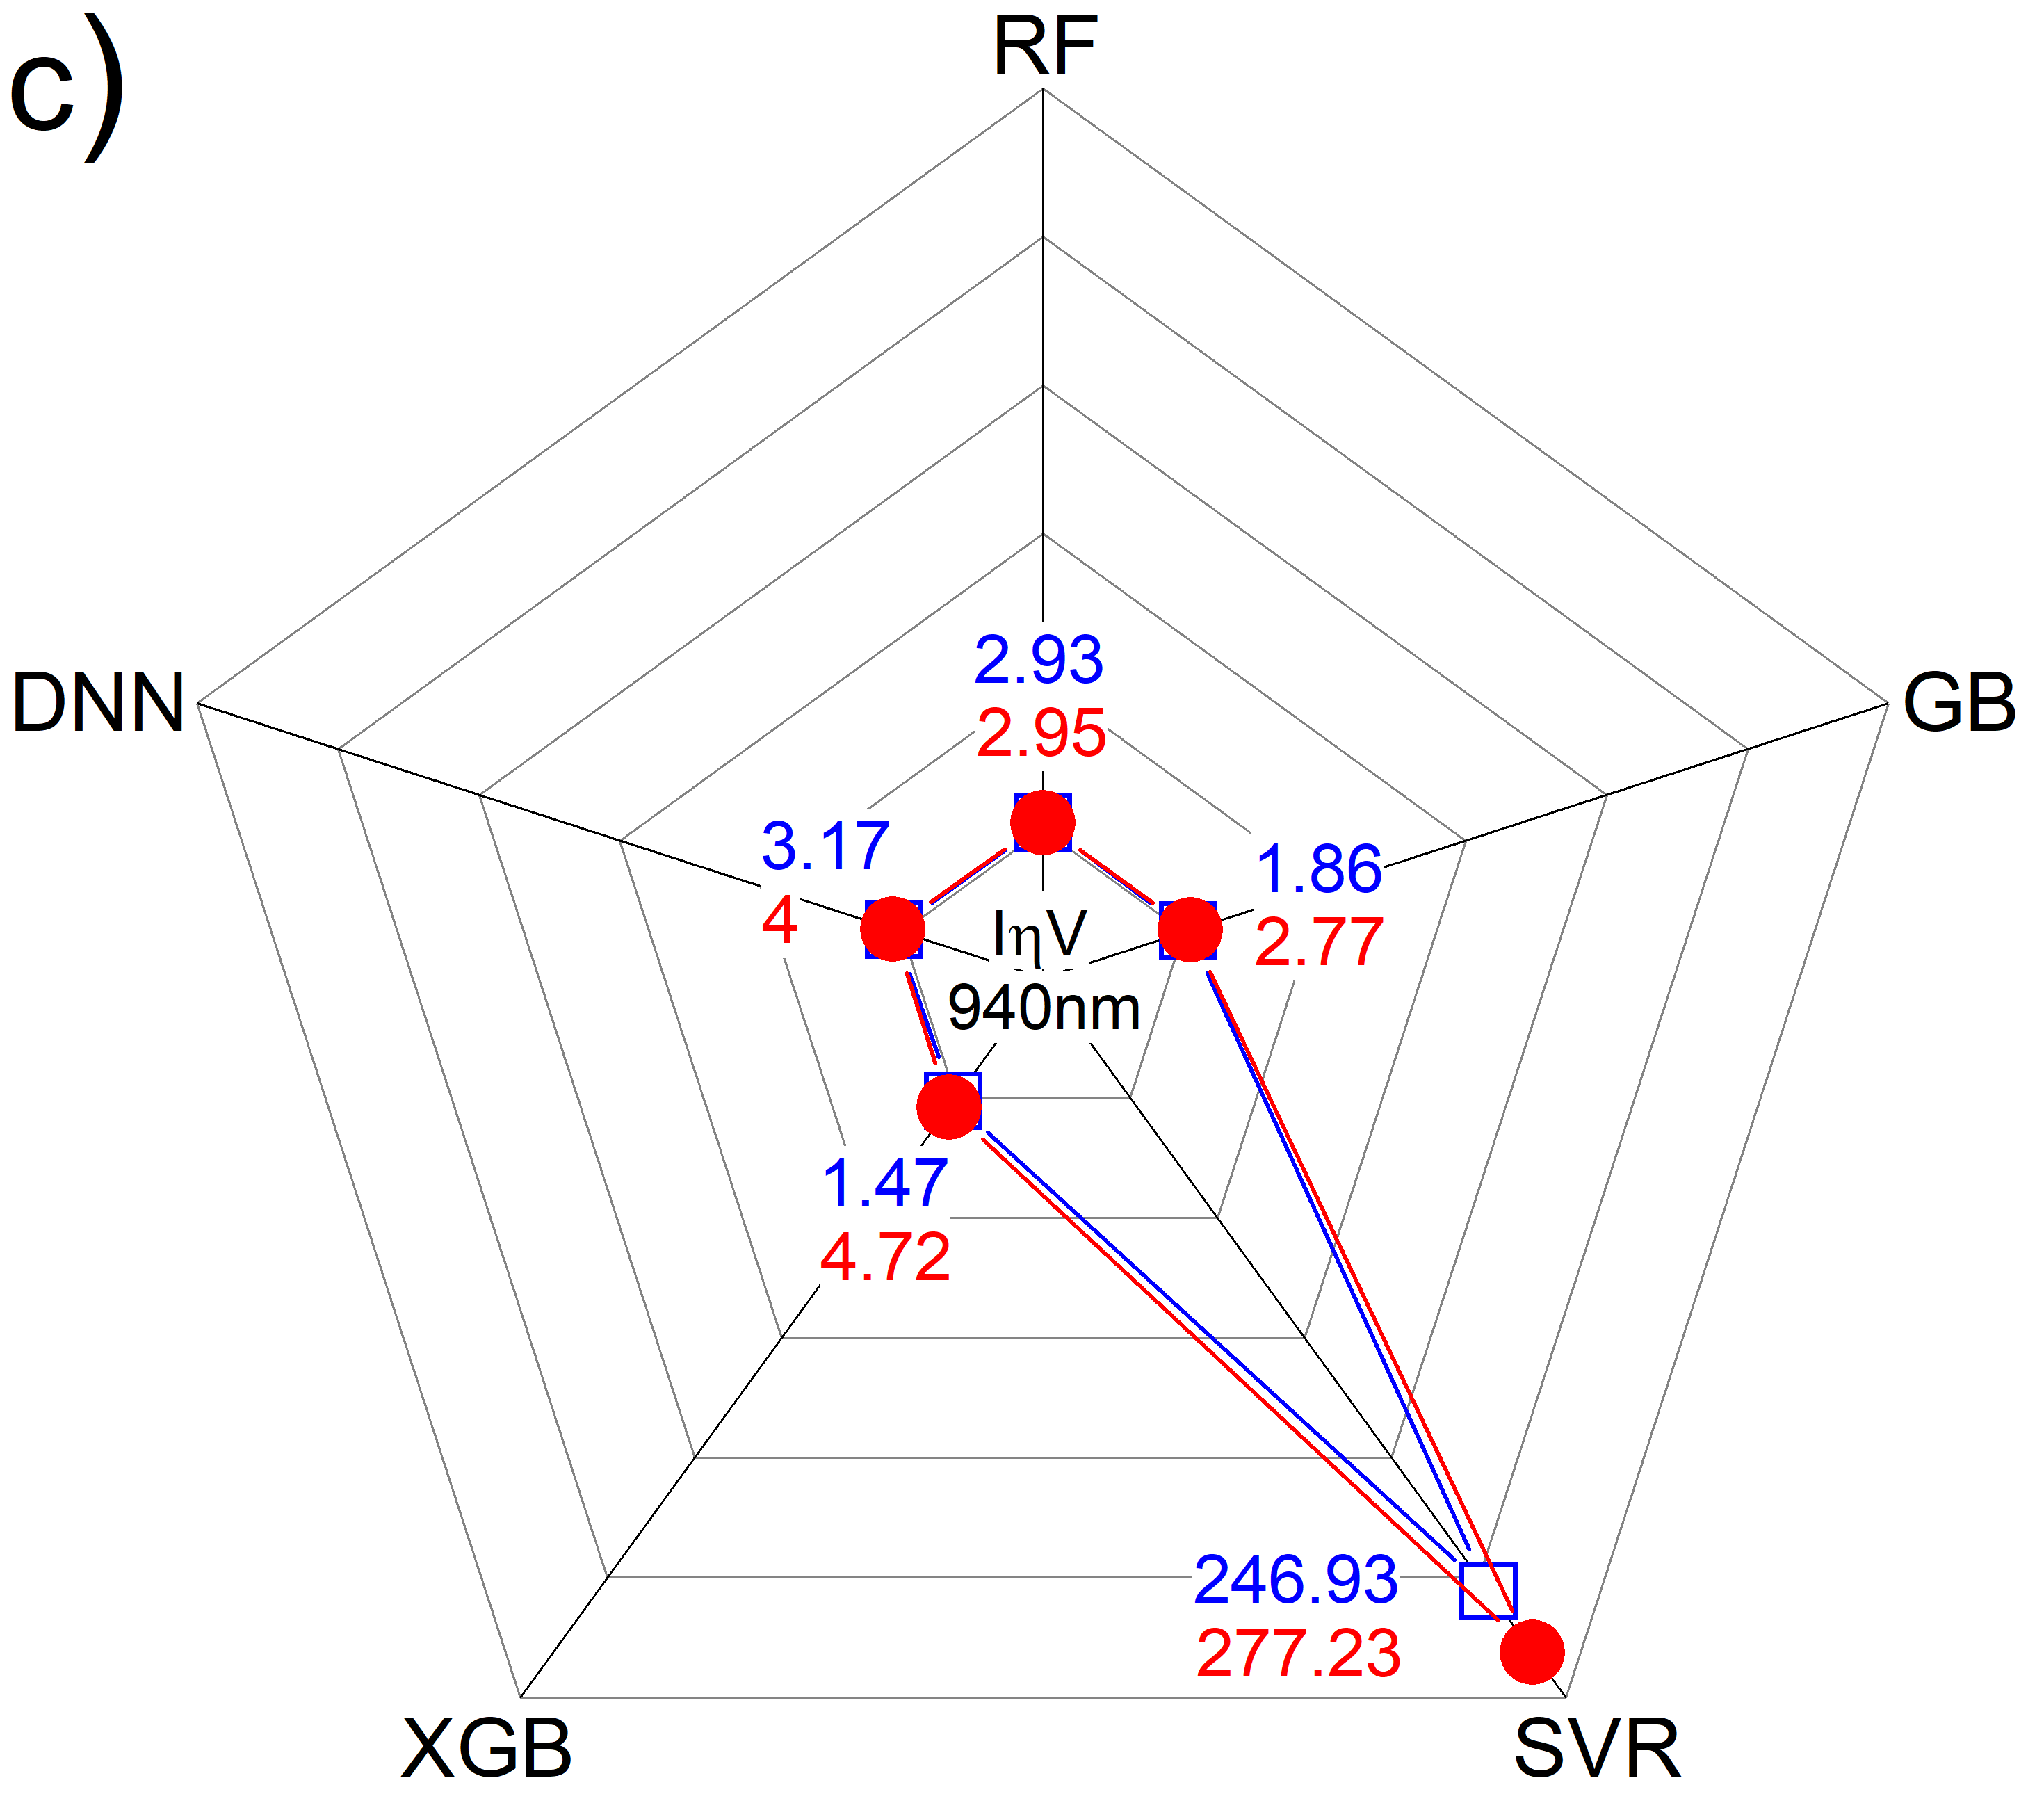 c)
RF
DNN
GB
2.93
2.95
3.17
4
1.86
2.77
IηV
940nm
1.47
4.72
246.93
277.23
XGB
SVR